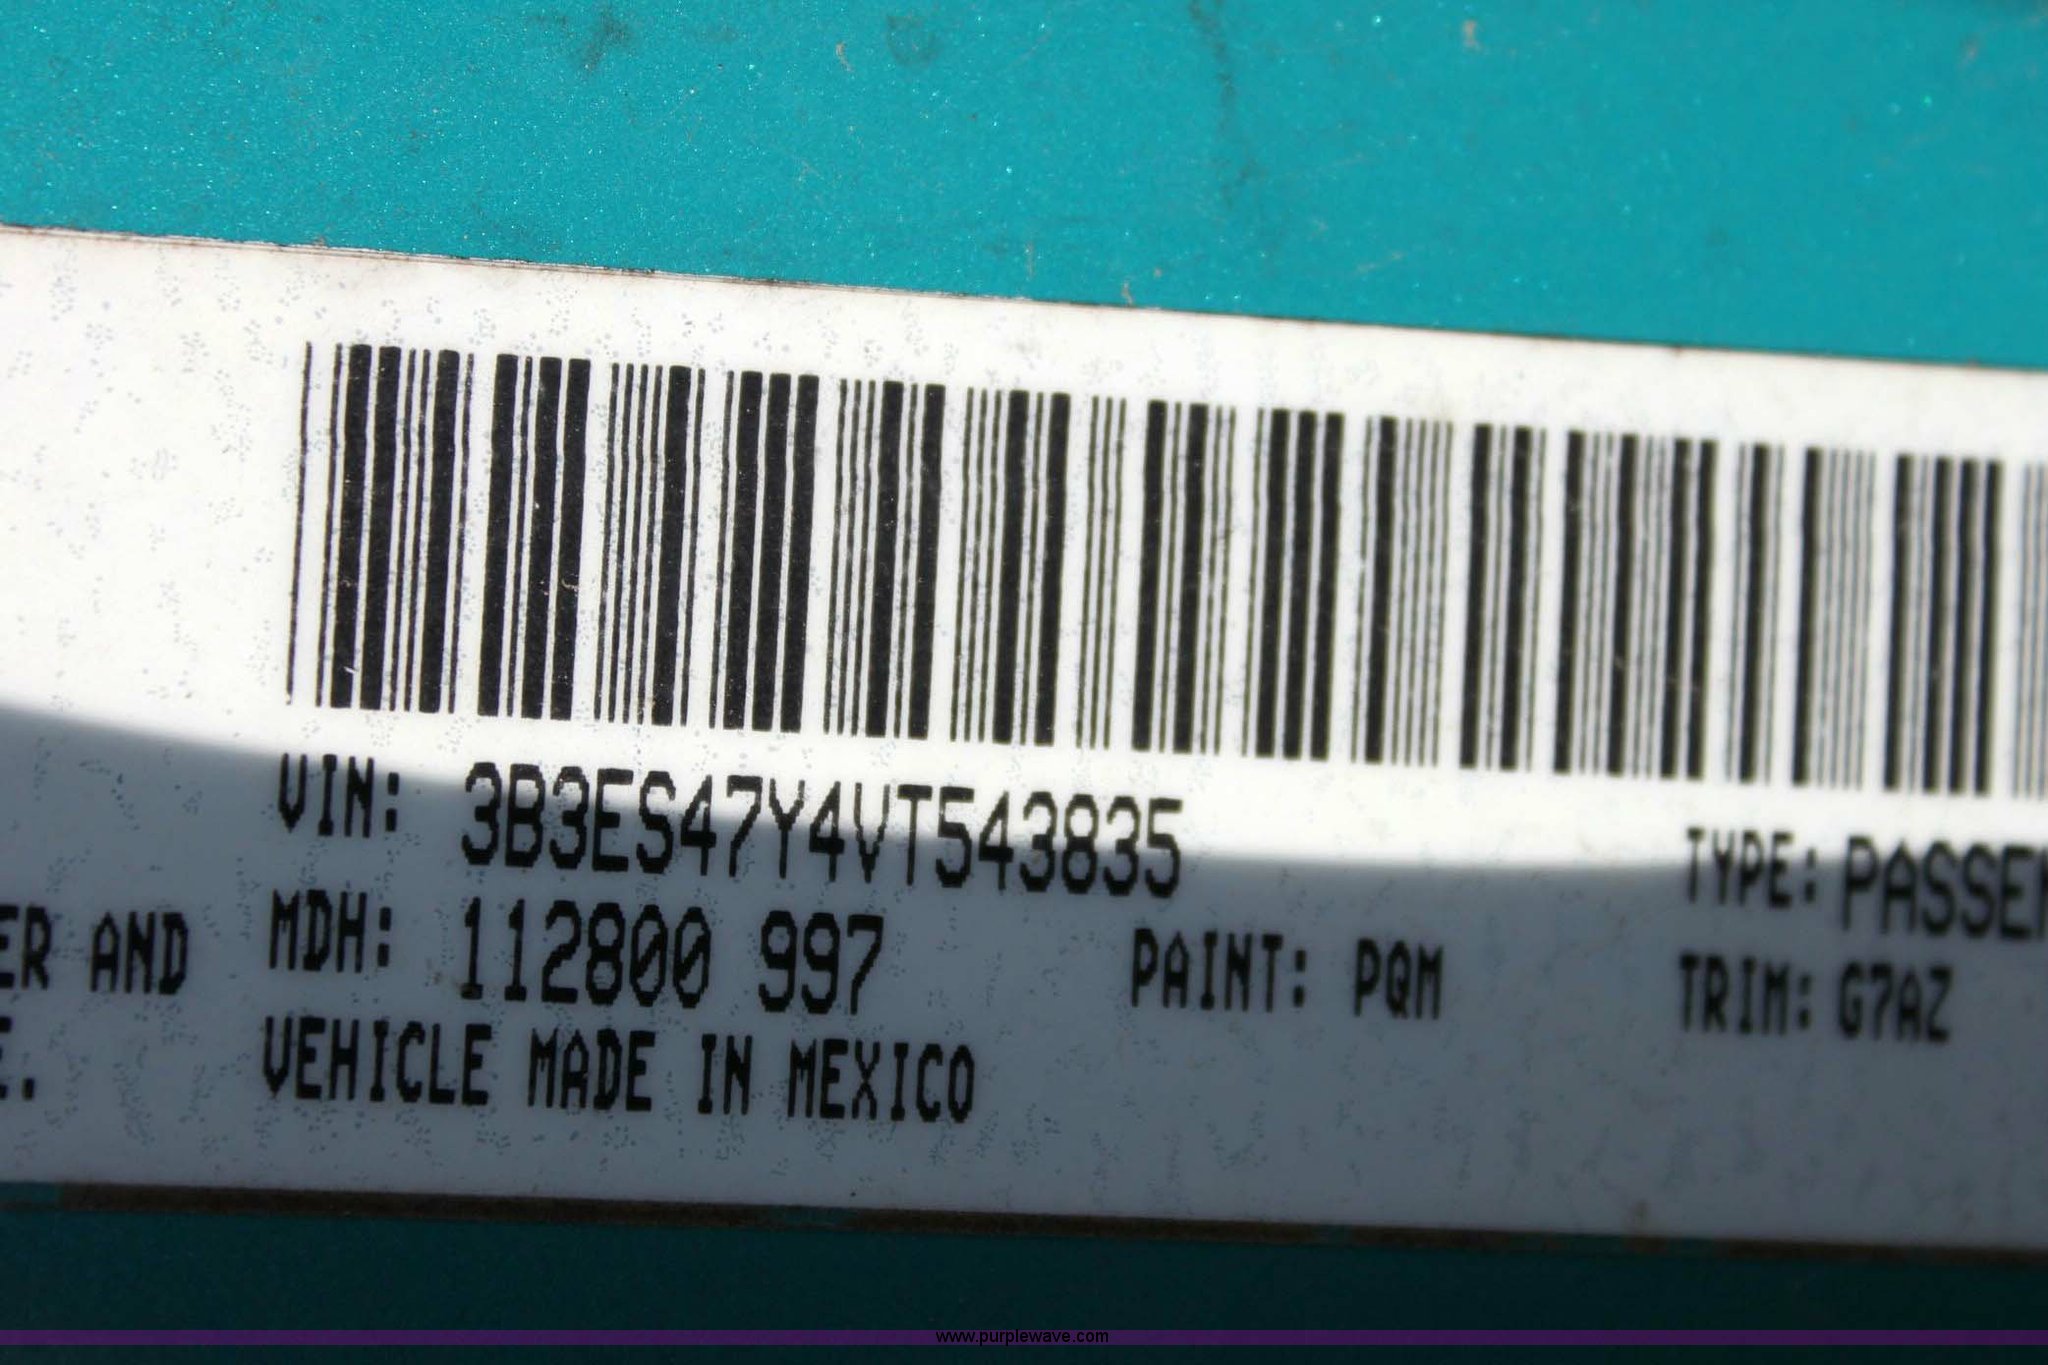 VIN: 3B3ES47Y4VT543835
TYPE: PASSE
ER AND
MDH: 112800 997
PAINT: PQM
TRIM: G7AZ
E.
VEHICLE MADE IN MEXICO
www.purplewave.com